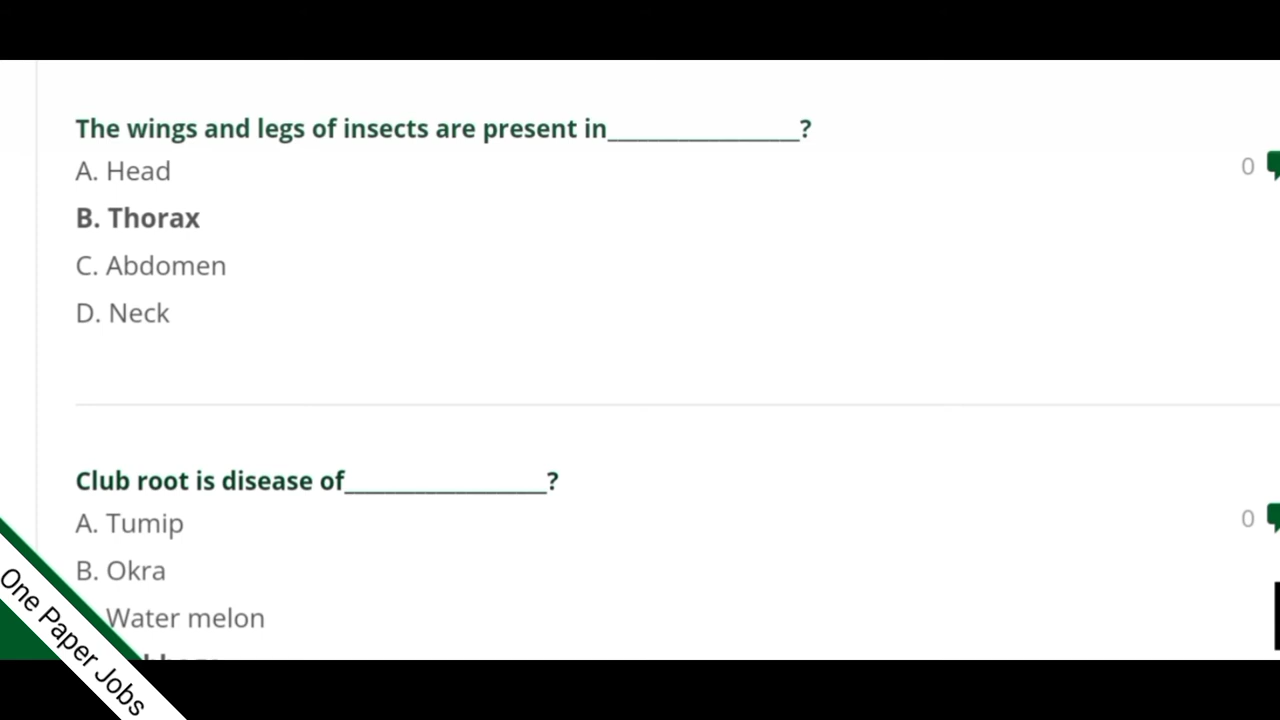 The wings and legs of insects are present in________________?
A. Head
0
B. Thorax
C. Abdomen
D. Neck
Club root is disease of_________________?
A. Tumip
0
B. Okra
Water melon
One Paper Jobs